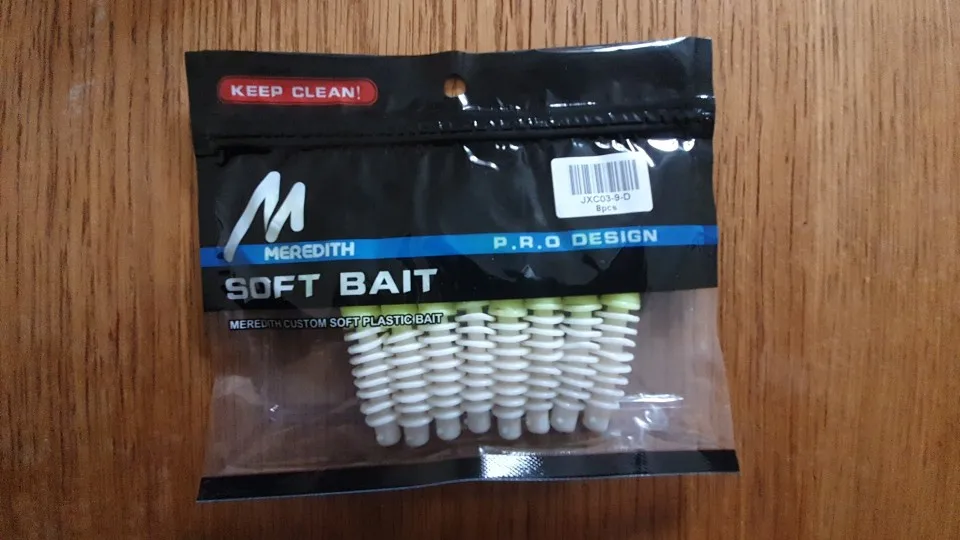 KEEP CLEAN!
JXC03-9-D
8pcs
M
MEREDITH
P.R.O DESIGN
SOFT BAIT
MEREDITH CUSTOM SOFT PLASTIC BAIT